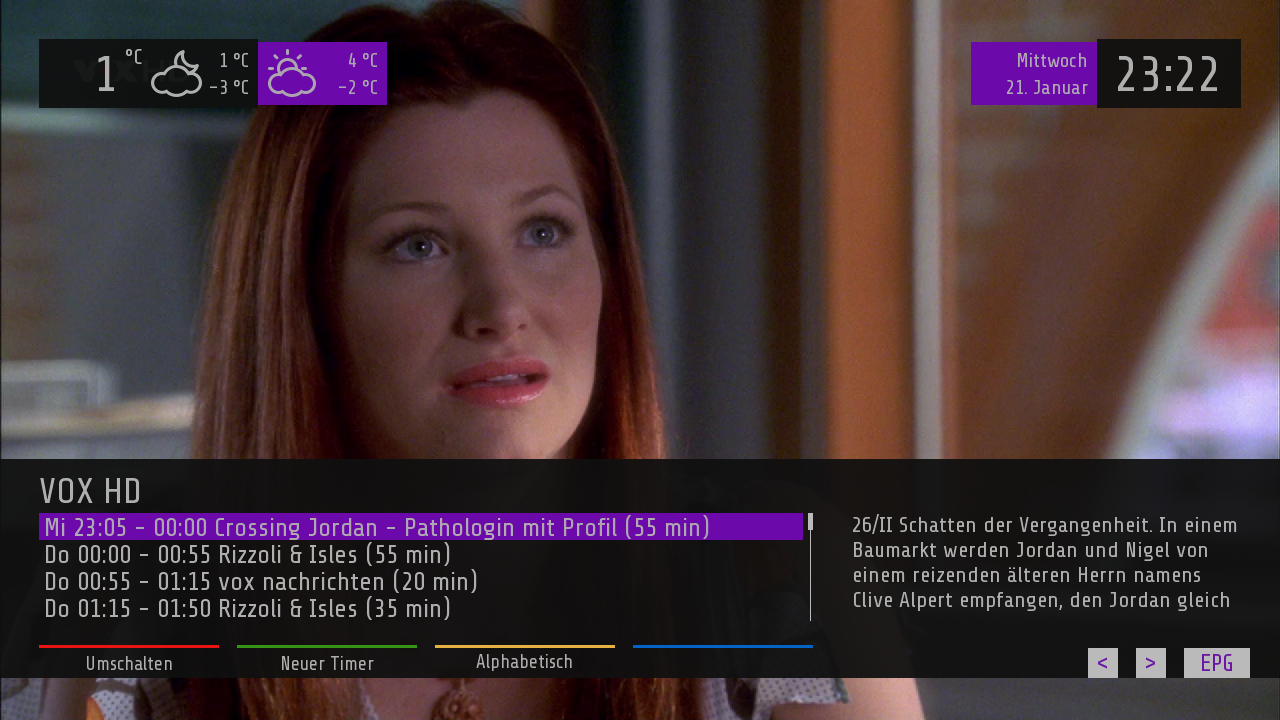 1 °C
1 °C
-3 °C
4 °C
-2 °C
Mittwoch
21. Januar
23:22
VOX HD
Mi 23:05 - 00:00 Crossing Jordan - Pathologin mit Profil (55 min)
Do 00:00 - 00:55 Rizzoli & Isles (55 min)
Do 00:55 - 01:15 vox nachrichten (20 min)
Do 01:15 - 01:50 Rizzoli & Isles (35 min)
26/II Schatten der Vergangenheit. In einem
Baumarkt werden Jordan und Nigel von
einem reizenden älteren Herrn namens
Clive Alpert empfangen, den Jordan gleich
Umschalten
Neuer Timer
Alphabetisch
<
>
EPG